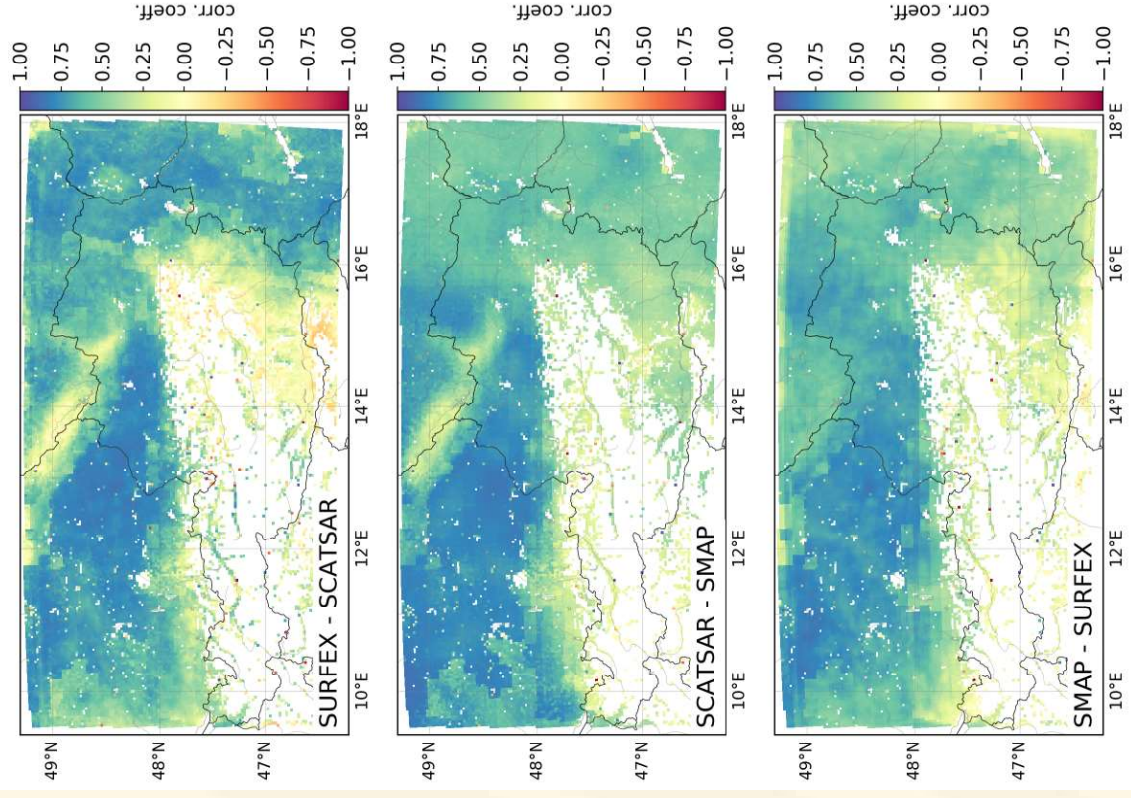 49°N
48°N
47°N
SURFEX - SCATSAR
10°E
12°E
14°E
16°E
18°E
1.00
0.75
0.50
0.25
0.00
−0.25
−0.50
−0.75
−1.00
corr. coeff.
49°N
48°N
47°N
SCATSAR - SMAP
10°E
12°E
14°E
16°E
18°E
1.00
0.75
0.50
0.25
0.00
−0.25
−0.50
−0.75
−1.00
corr. coeff.
49°N
48°N
47°N
SMAP - SURFEX
10°E
12°E
14°E
16°E
18°E
1.00
0.75
0.50
0.25
0.00
−0.25
−0.50
−0.75
−1.00
corr. coeff.